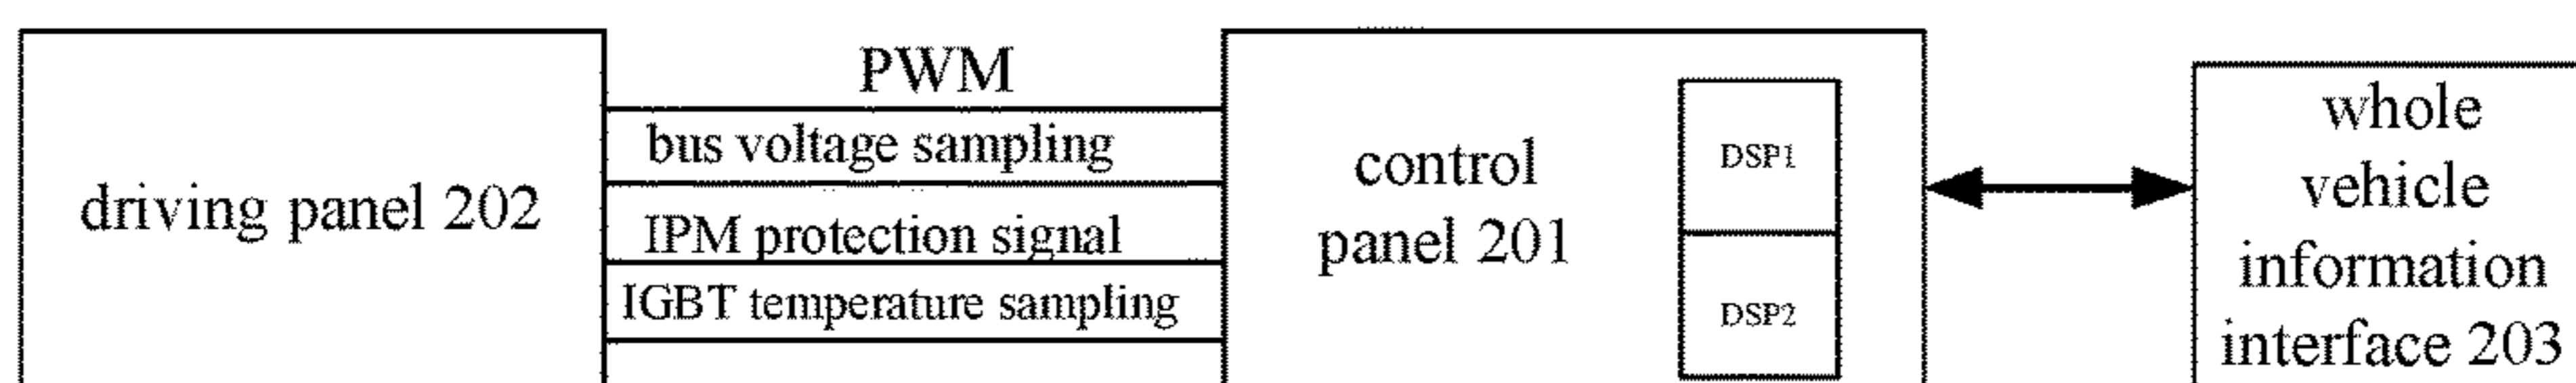 driving panel 202
PWM
bus voltage sampling
IPM protection signal
IGBT temperature sampling
control
panel 201
DSP1
DSP2
whole
vehicle
information
interface 203